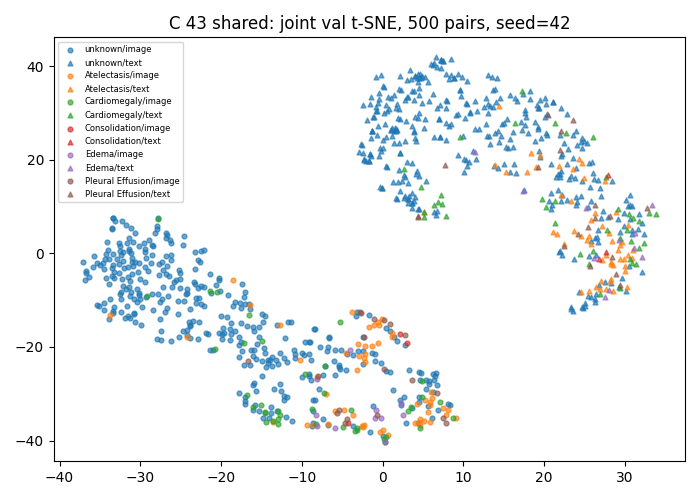 C 43 shared: joint val t-SNE, 500 pairs, seed=42
unknown/image
unknown/text
Atelectasis/image
Atelectasis/text
Cardiomegaly/image
Cardiomegaly/text
Consolidation/image
Consolidation/text
Edema/image
Edema/text
Pleural Effusion/image
Pleural Effusion/text
40
20
0
−20
−40
−40 −30 −20 −10 0 10 20 30